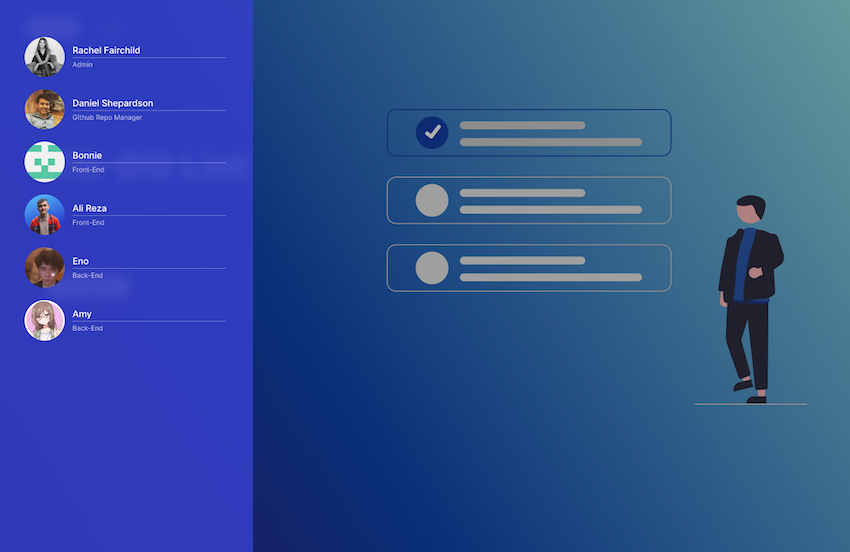 Rachel Fairchild
Admin
Daniel Shepardson
Github Repo Manager
Bonnie
Front-End
Ali Reza
Front-End
Eno
Back-End
Amy
Back-End